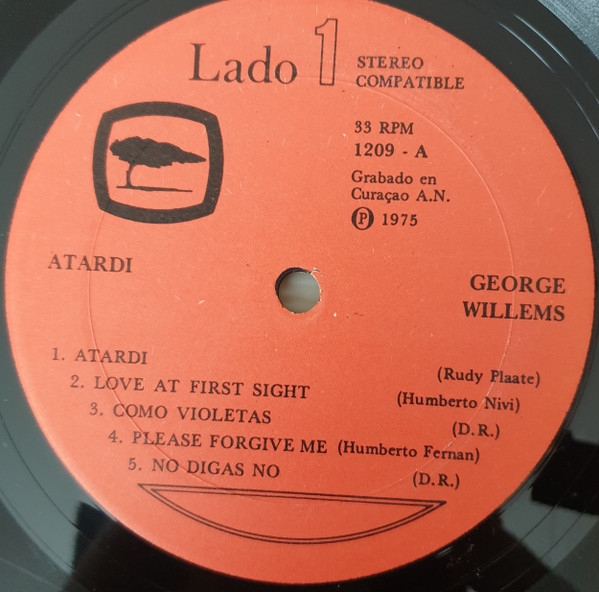 Lado 1
STEREO
COMPATIBLE
33 RPM
1209 - A
Grabado en
Curaçao A.N.
Ⓟ 1975
ATARDI
GEORGE
WILLEMS
1. ATARDI (Rudy Plaate)
2. LOVE AT FIRST SIGHT (Humberto Nivi)
3. COMO VIOLETAS (D.R.)
4. PLEASE FORGIVE ME (Humberto Fernan)
5. NO DIGAS NO (D.R.)